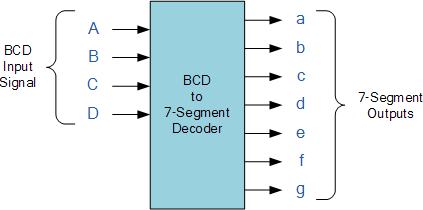 BCD
Input
Signal
A
B
C
D
BCD
to
7-Segment
Decoder
a
b
c
d
e
f
g
7-Segment
Outputs